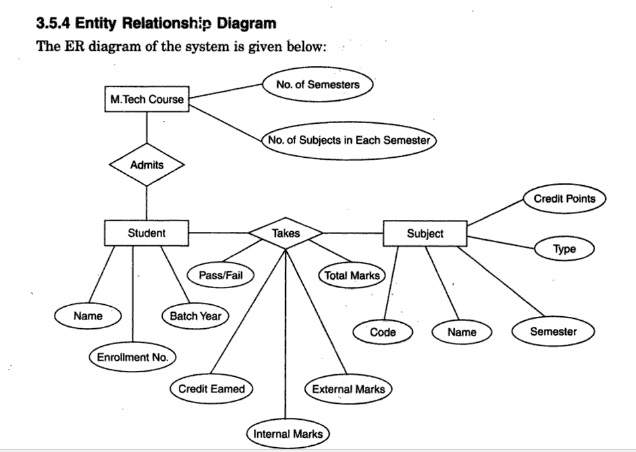 3.5.4 Entity Relationship Diagram
The ER diagram of the system is given below:
No. of Semesters
M.Tech Course
No. of Subjects in Each Semester
Admits
Credit Points
Student
Takes
Subject
Type
Pass/Fail
Total Marks
Name
Batch Year
Code
Name
Semester
Enrollment No.
Credit Earned
External Marks
Internal Marks